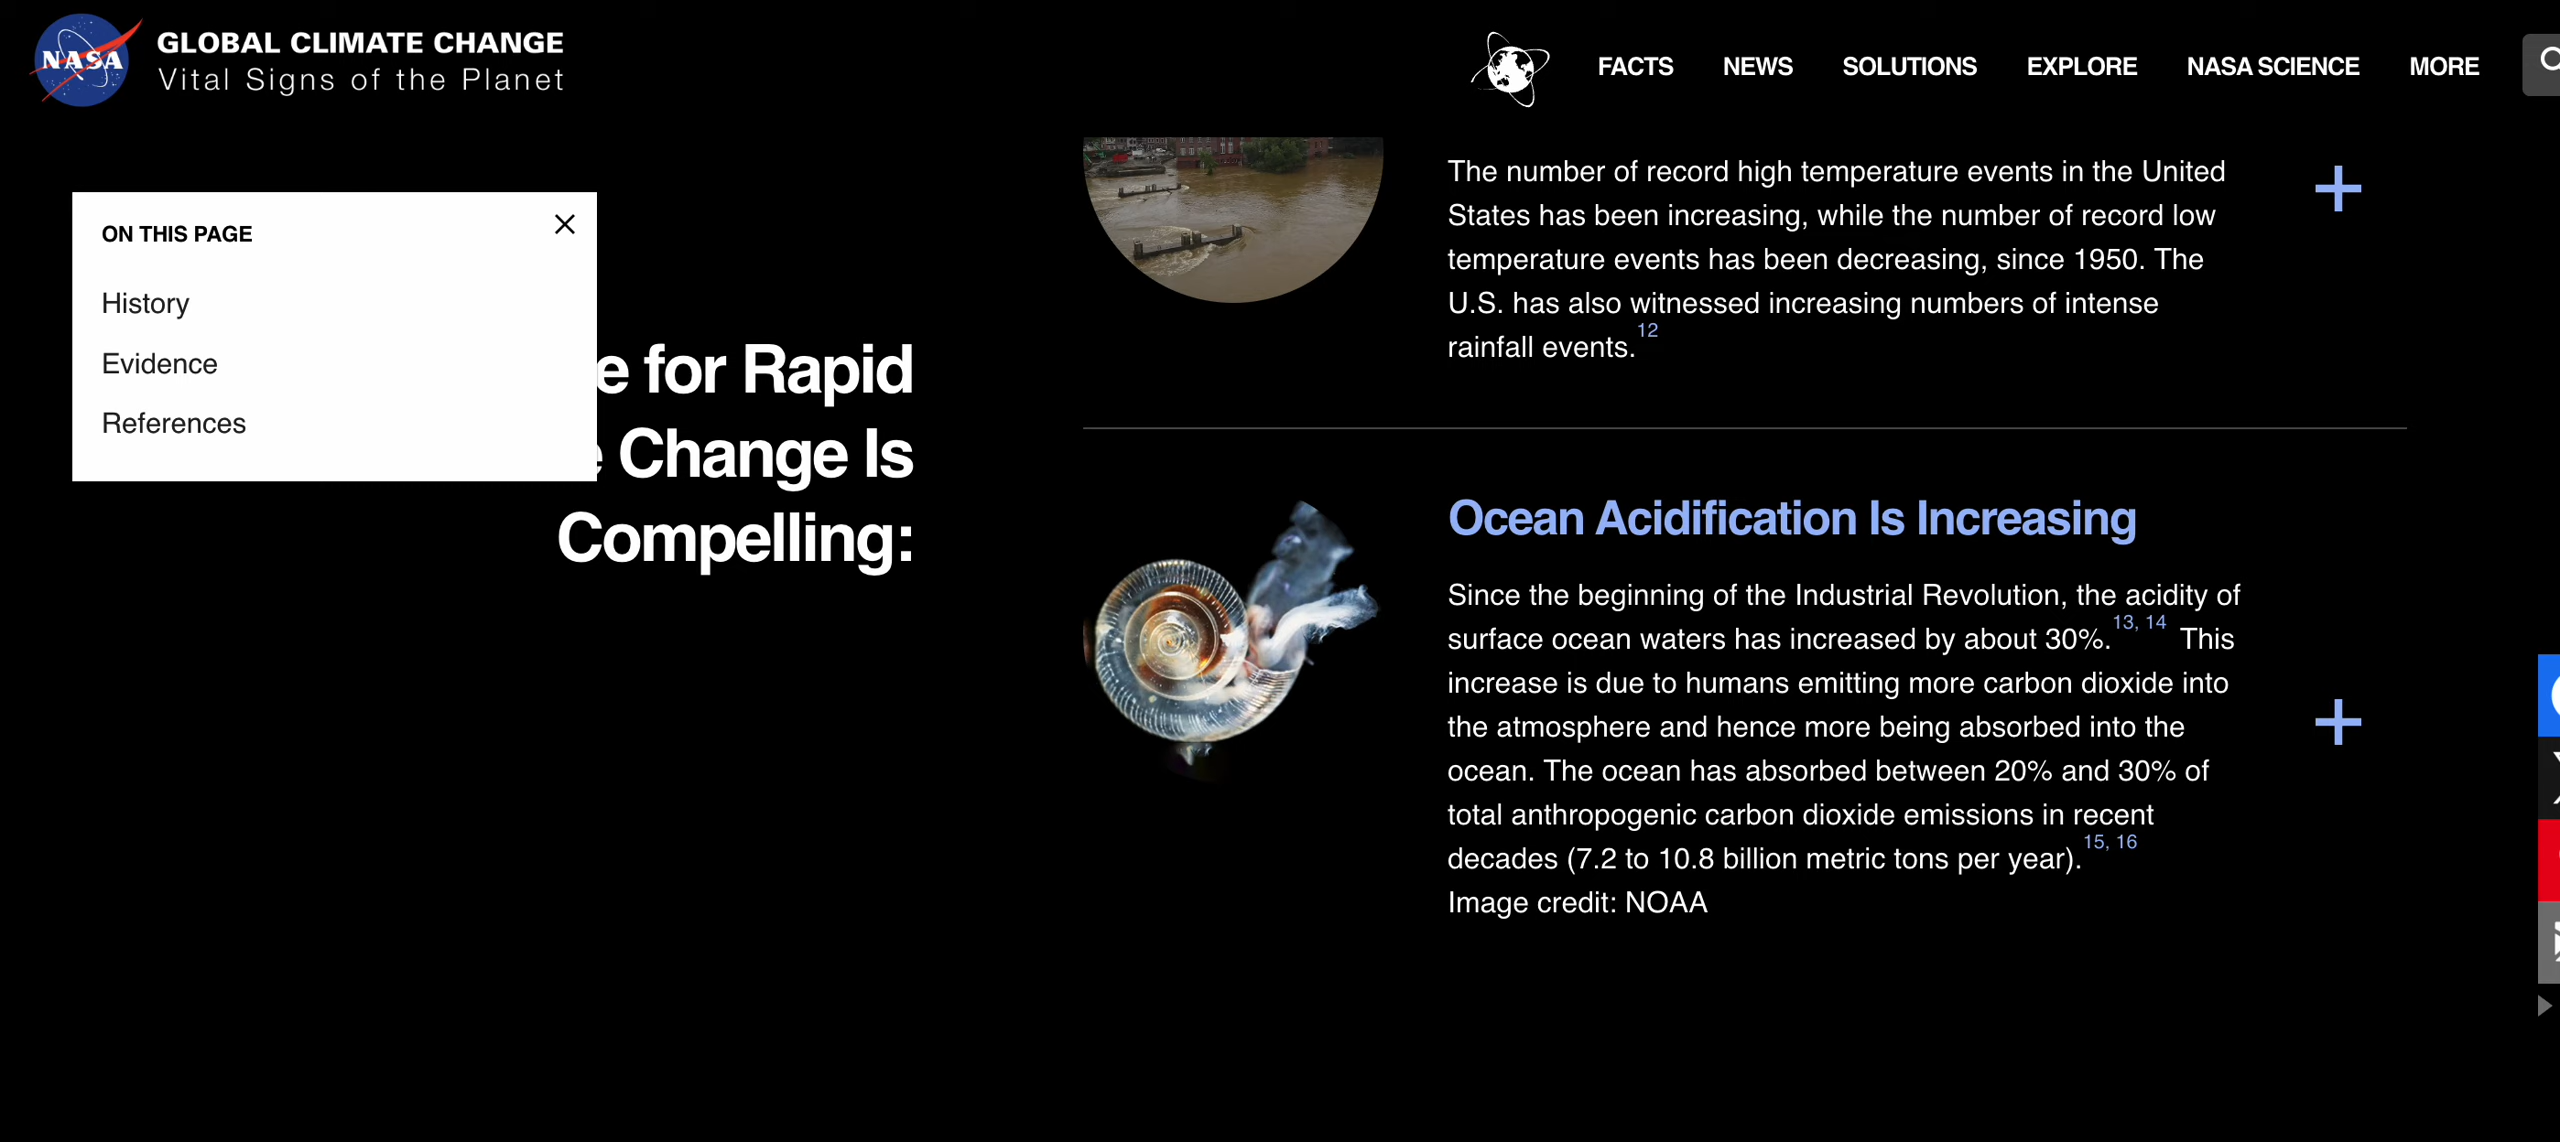 NASA
GLOBAL CLIMATE CHANGE
Vital Signs of the Planet
FACTS NEWS SOLUTIONS EXPLORE NASA SCIENCE MORE
ON THIS PAGE
History
Evidence
References
e for Rapid
e Change Is
Compelling:
The number of record high temperature events in the United
States has been increasing, while the number of record low
temperature events has been decreasing, since 1950. The
U.S. has also witnessed increasing numbers of intense
rainfall events.12
Ocean Acidification Is Increasing
Since the beginning of the Industrial Revolution, the acidity of
surface ocean waters has increased by about 30%.13, 14 This
increase is due to humans emitting more carbon dioxide into
the atmosphere and hence more being absorbed into the
ocean. The ocean has absorbed between 20% and 30% of
total anthropogenic carbon dioxide emissions in recent
decades (7.2 to 10.8 billion metric tons per year).15, 16
Image credit: NOAA